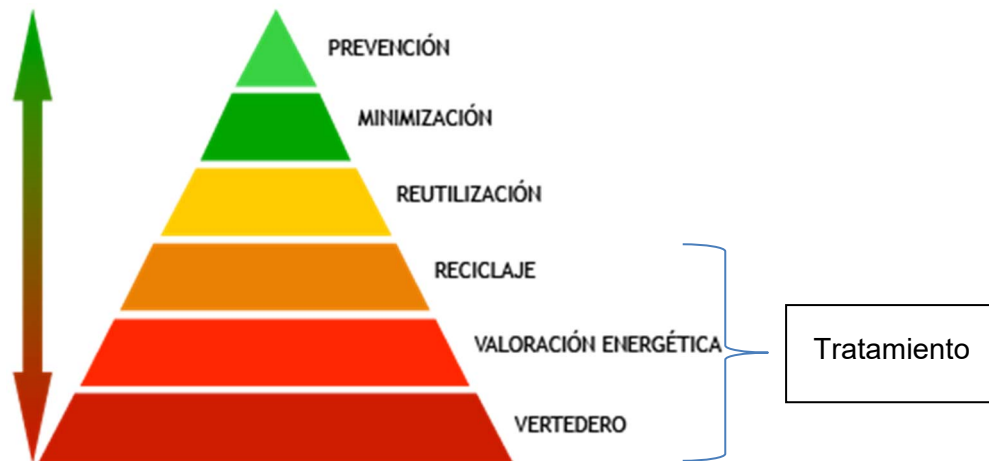 PREVENCIÓN
MINIMIZACIÓN
REUTILIZACIÓN
RECICLAJE
VALORACIÓN ENERGÉTICA
Tratamiento
VERTEDERO